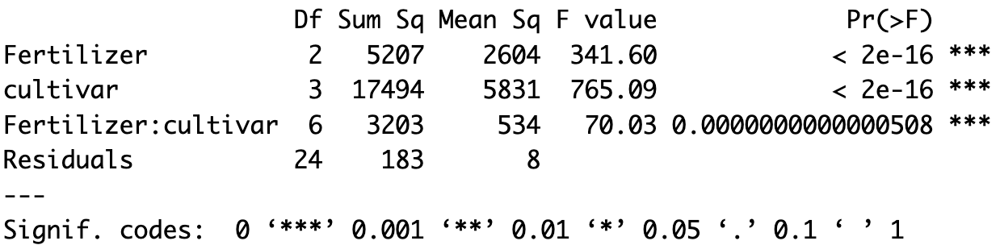 Df Sum Sq Mean Sq F value Pr(>F)
Fertilizer 2 5207 2604 341.60 < 2e-16 ***
cultivar 3 17494 5831 765.09 < 2e-16 ***
Fertilizer:cultivar 6 3203 534 70.03 0.0000000000000508 ***
Residuals 24 183 8
---
Signif. codes: 0 ‘***’ 0.001 ‘**’ 0.01 ‘*’ 0.05 ‘.’ 0.1 ‘ ’ 1